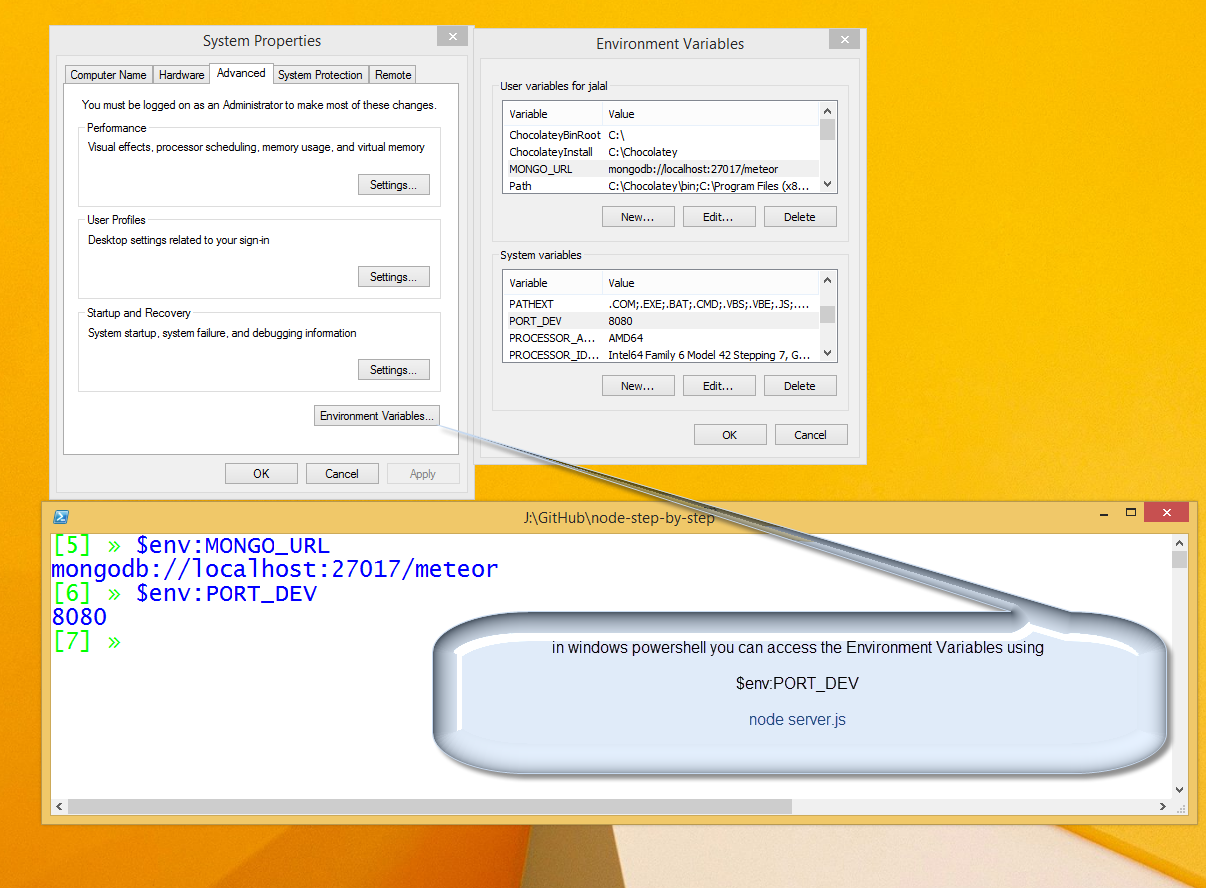 System Properties
Computer Name Hardware Advanced System Protection Remote
You must be logged on as an Administrator to make most of these changes.
Performance
Visual effects, processor scheduling, memory usage, and virtual memory
Settings...
User Profiles
Desktop settings related to your sign-in
Settings...
Startup and Recovery
System startup, system failure, and debugging information
Settings...
Environment Variables...
OK Cancel Apply
Environment Variables
User variables for jalal
Variable Value
ChocolateyBinRoot C:\
ChocolateyInstall C:\Chocolatey
MONGO_URL mongodb://localhost:27017/meteor
Path C:\Chocolatey\bin;C:\Program Files (x8...
New... Edit... Delete
System variables
Variable Value
PATHEXT .COM;.EXE;.BAT;.CMD;.VBS;.VBE;.JS;....
PORT_DEV 8080
PROCESSOR_A... AMD64
PROCESSOR_ID... Intel64 Family 6 Model 42 Stepping 7, G...
New... Edit... Delete
OK Cancel
J:\GitHub\node-step-by-step
[5] » $env:MONGO_URL
mongodb://localhost:27017/meteor
[6] » $env:PORT_DEV
8080
[7] »
in windows powershell you can access the Environment Variables using
$env:PORT_DEV
node server.js